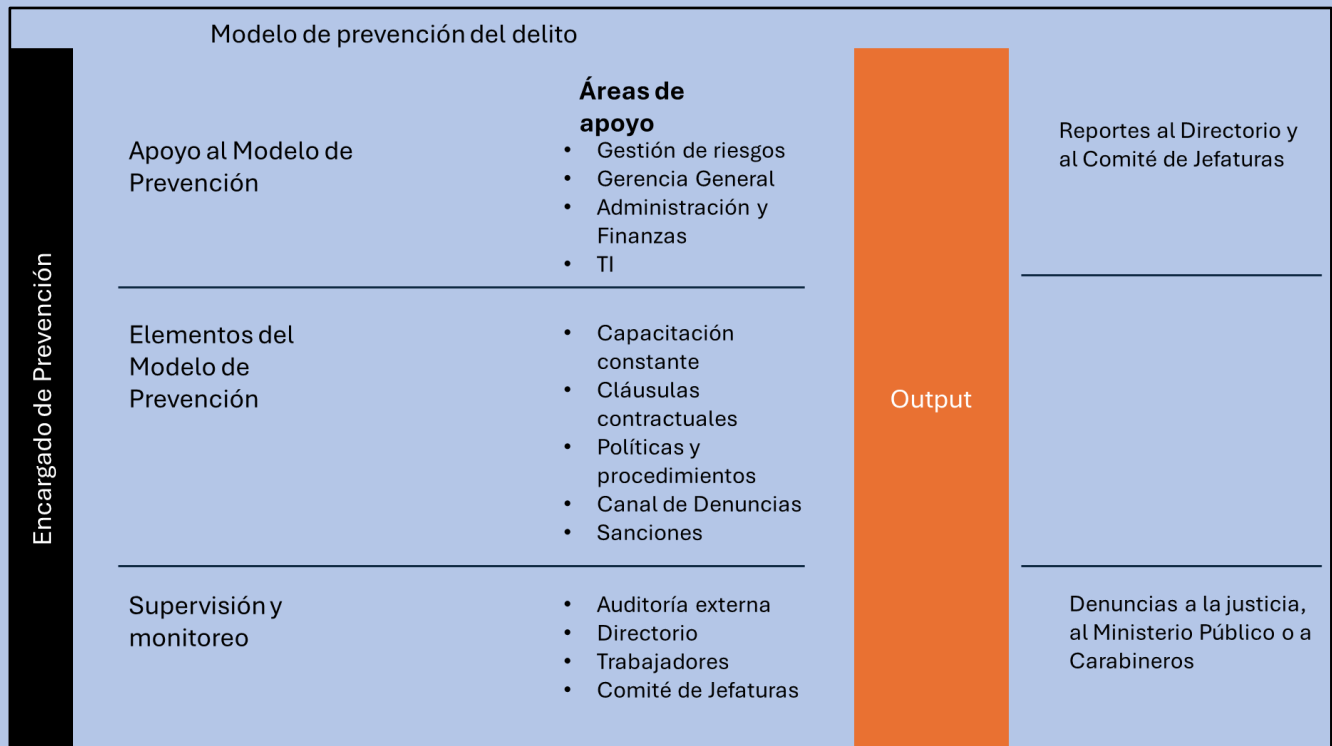 Modelo de prevención del delito
Encargado de Prevención
Apoyo al Modelo de
Prevención
Áreas de
apoyo
• Gestión de riesgos
• Gerencia General
• Administración y
Finanzas
• TI
Elementos del
Modelo de
Prevención
• Capacitación
constante
• Cláusulas
contractuales
• Políticas y
procedimientos
• Canal de Denuncias
• Sanciones
Supervisión y
monitoreo
• Auditoría externa
• Directorio
• Trabajadores
• Comité de Jefaturas
Output
Reportes al Directorio y
al Comité de Jefaturas
Denuncias a la justicia,
al Ministerio Público o a
Carabineros